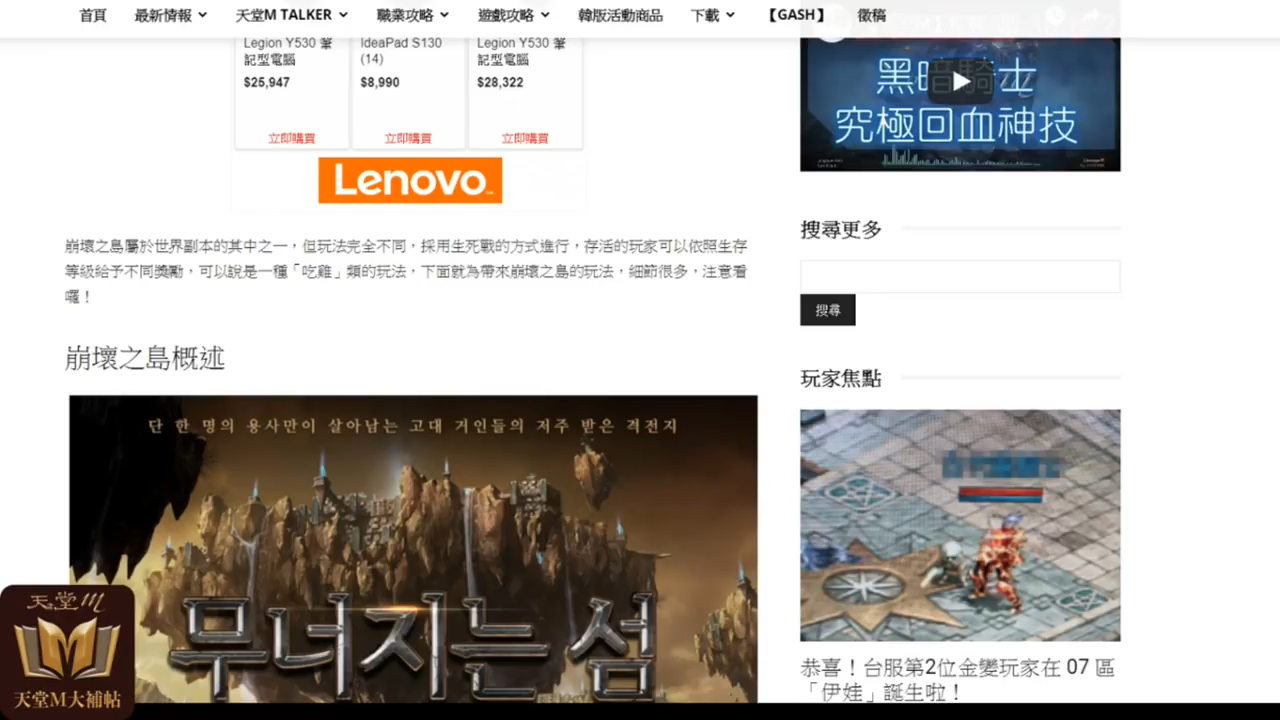 首頁 最新情報 天堂M TALKER 職業攻略 遊戲攻略 韓版活動商品 下載 【GASH】 徵稿
Legion Y530 筆記型電腦
$25,947
立即購買
IdeaPad S130 (14)
$8,990
立即購買
Legion Y530 筆記型電腦
$28,322
立即購買
Lenovo
崩壞之島屬於世界副本的其中之一，但玩法完全不同，採用生死戰的方式進行，存活的玩家可以依照生存
等級給予不同獎勵，可以說是一種「吃雞」類的玩法，下面就為帶來崩壞之島的玩法，細節很多，注意看
囉！
崩壞之島概述
단 한 명의 용사만이 살아남는 고대 거인들의 저주 받은 격전지
무너지는 섬
天堂M
天堂M大補帖
黑暗騎士
究極回血神技
搜尋更多
搜尋
玩家焦點
恭喜！台服第2位金變玩家在 07 區
「伊娃」誕生啦！